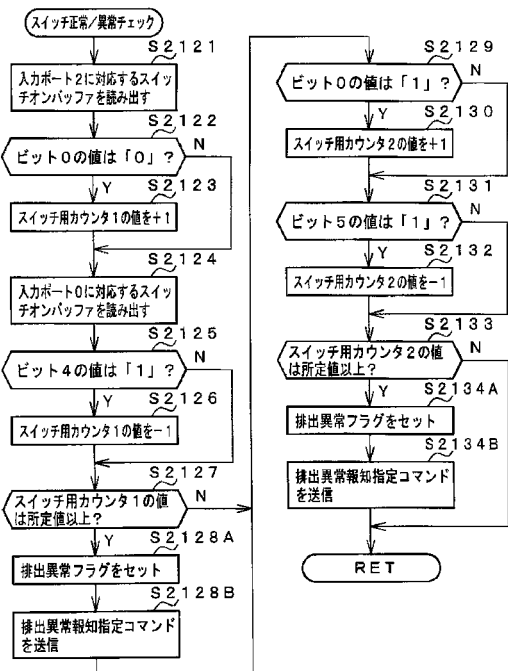 スイッチ正常/異常チェック
S2121
入力ポート2に対応するスイ
ッチオンバッファを読み出す
S2122
ビット0の値は「0」?
N
Y
S2123
スイッチ用カウンタ1の値を+1
S2124
入力ポート0に対応するスイ
ッチオンバッファを読み出す
S2125
ビット4の値は「1」?
N
Y
S2126
スイッチ用カウンタ1の値を-1
S2127
スイッチ用カウンタ1の値
は所定値以上?
N
Y
S2128A
排出異常フラグをセット
S2128B
排出異常報知指定コマンド
を送信
S2129
ビット0の値は「1」?
N
Y
S2130
スイッチ用カウンタ2の値を+1
S2131
ビット5の値は「1」?
N
Y
S2132
スイッチ用カウンタ2の値を-1
S2133
スイッチ用カウンタ2の値
は所定値以上?
N
Y
S2134A
排出異常フラグをセット
S2134B
排出異常報知指定コマンド
を送信
RET